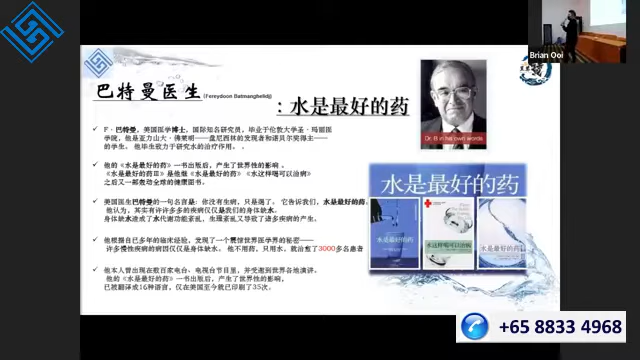 Brian Ooi
巴特曼医生
(Fereydoon Batmanghelidj)
：水是最好的药
Dr. B in his own words
F·巴特曼，美国医学博士，国际知名研究员，毕业于伦敦大学圣·玛丽医
学院，他是亚力山大·佛莱明——盘尼西林的发现者和诺贝尔奖得主——
的学生。他毕生致力于研究水的治疗作用。
他的《水是最好的药》一书出版后，产生了世界性的影响。
《水是最好的药Ⅱ》是他继《水是最好的药》《水这样喝可以治病》
之后又一部轰动全球的健康图书。
美国医生巴特曼的一句名言是：你没有生病，只是渴了。它告诉我们，水是最好的药。
他认为，其实有许许多多的疾病仅仅是我们的身体缺水。
身体缺水造成了水代谢功能紊乱，生理紊乱又导致了诸多疾病的产生。
他根据自已多年的临床经验，发现了一个震惊世界医学界的秘密——
许多慢性疾病的病因仅仅是身体缺水。 他不用药，只用水，就治愈了3000多名患者
他本人曾出现在数百家电台、电视台节目里，并受邀到世界各地演讲。
他的《水是最好的药》一书出版后，产生了世界性的影响，
已被翻译成16种语言，仅在美国至今就已印刷了35次。
水是最好的药
水是最好的药
水这样喝可以治病
水是最好的药
+65 8833 4968